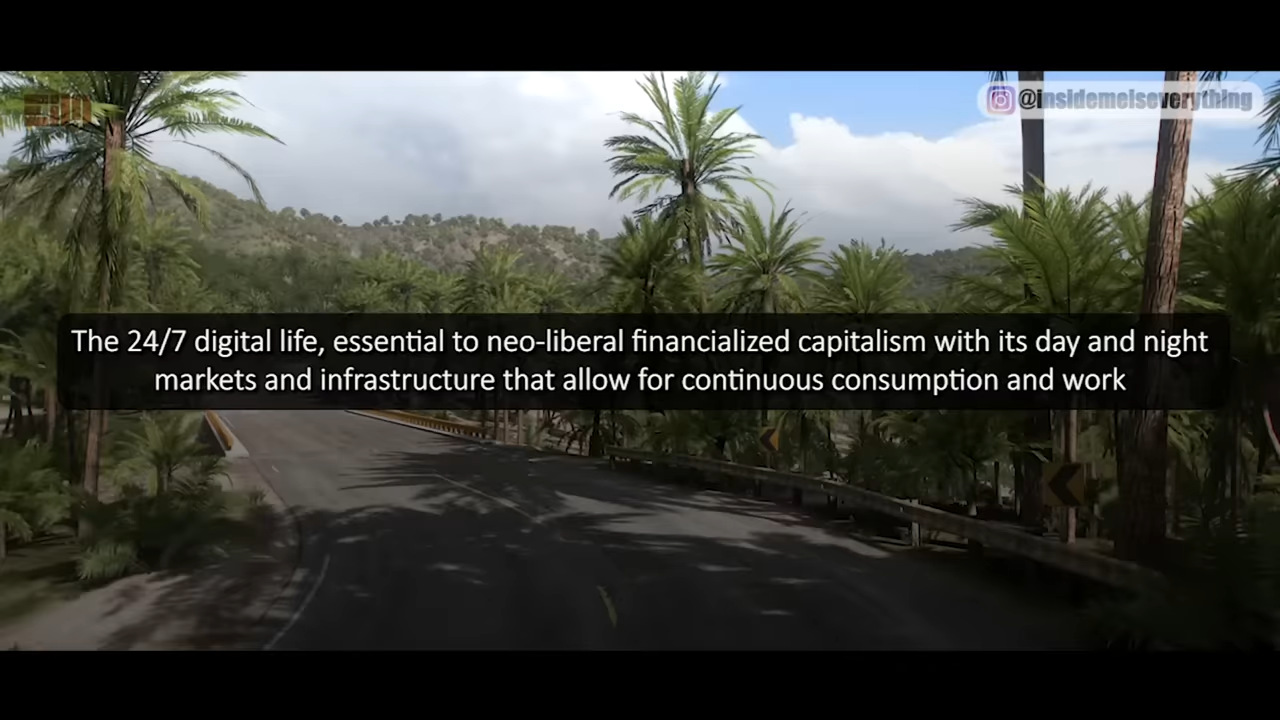 @insidemeiseverything
The 24/7 digital life, essential to neo-liberal financialized capitalism with its day and night
markets and infrastructure that allow for continuous consumption and work